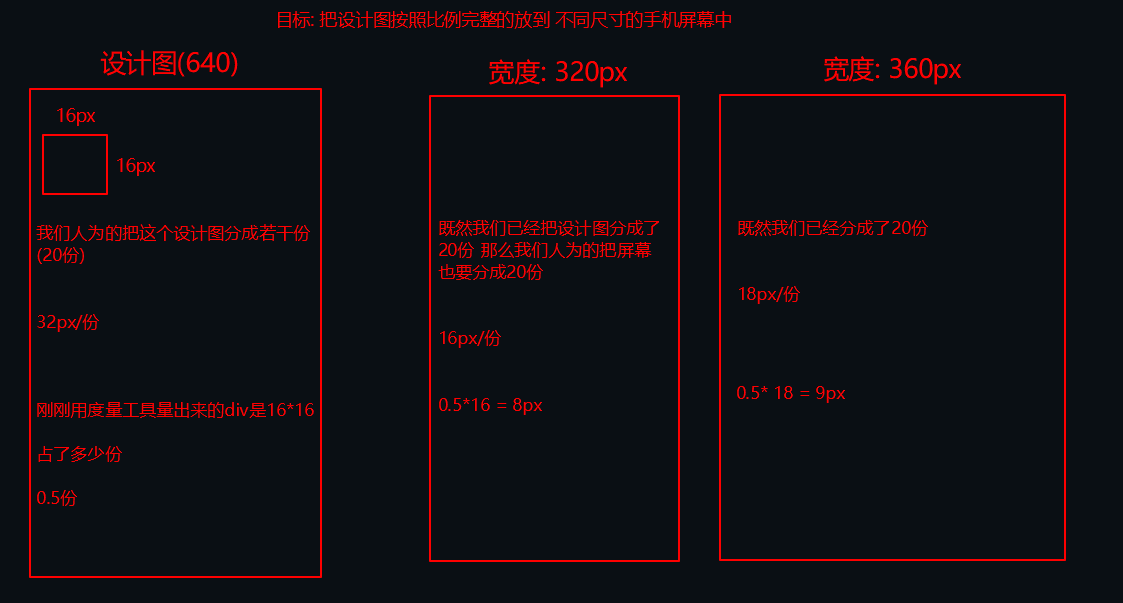 目标: 把设计图按照比例完整的放到 不同尺寸的手机屏幕中
设计图(640)
16px
16px
我们人为的把这个设计图分成若干份
(20份)
32px/份
刚刚用度量工具量出来的div是16*16
占了多少份
0.5份
宽度: 320px
既然我们已经把设计图分成了
20份 那么我们人为的把屏幕
也要分成20份
16px/份
0.5*16 = 8px
宽度: 360px
既然我们已经分成了20份
18px/份
0.5* 18 = 9px